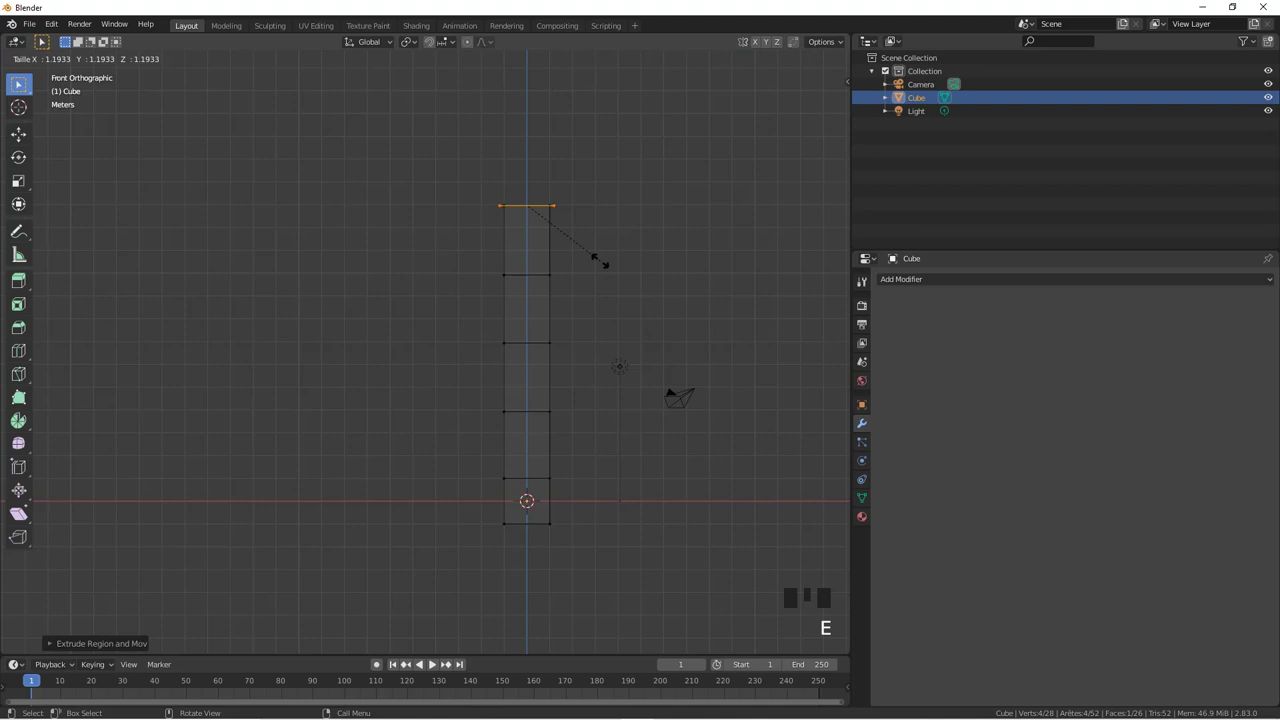 Blender
File Edit Render Window Help Layout Modeling Sculpting UV Editing Texture Paint Shading Animation Rendering Compositing Scripting + Scene View Layer
Global X Y Z Options
Taille X : 1.1933 Y : 1.1933 Z : 1.1933
Front Orthographic
(1) Cube
Meters
Scene Collection
Collection
Camera
Cube
Light
Cube
Add Modifier
E
Extrude Region and Mov
Playback Keying View Marker 1 Start 1 End 250
1 10 20 30 40 50 60 70 80 90 100 110 120 130 140 150 160 170 180 190 200 210 220 230 240 250
Select Box Select Rotate View Call Menu Cube | Verts:4/28 | Arêtes:4/52 | Faces:1/26 | Tris:52 | Mem: 46.9 MiB | 2.83.0